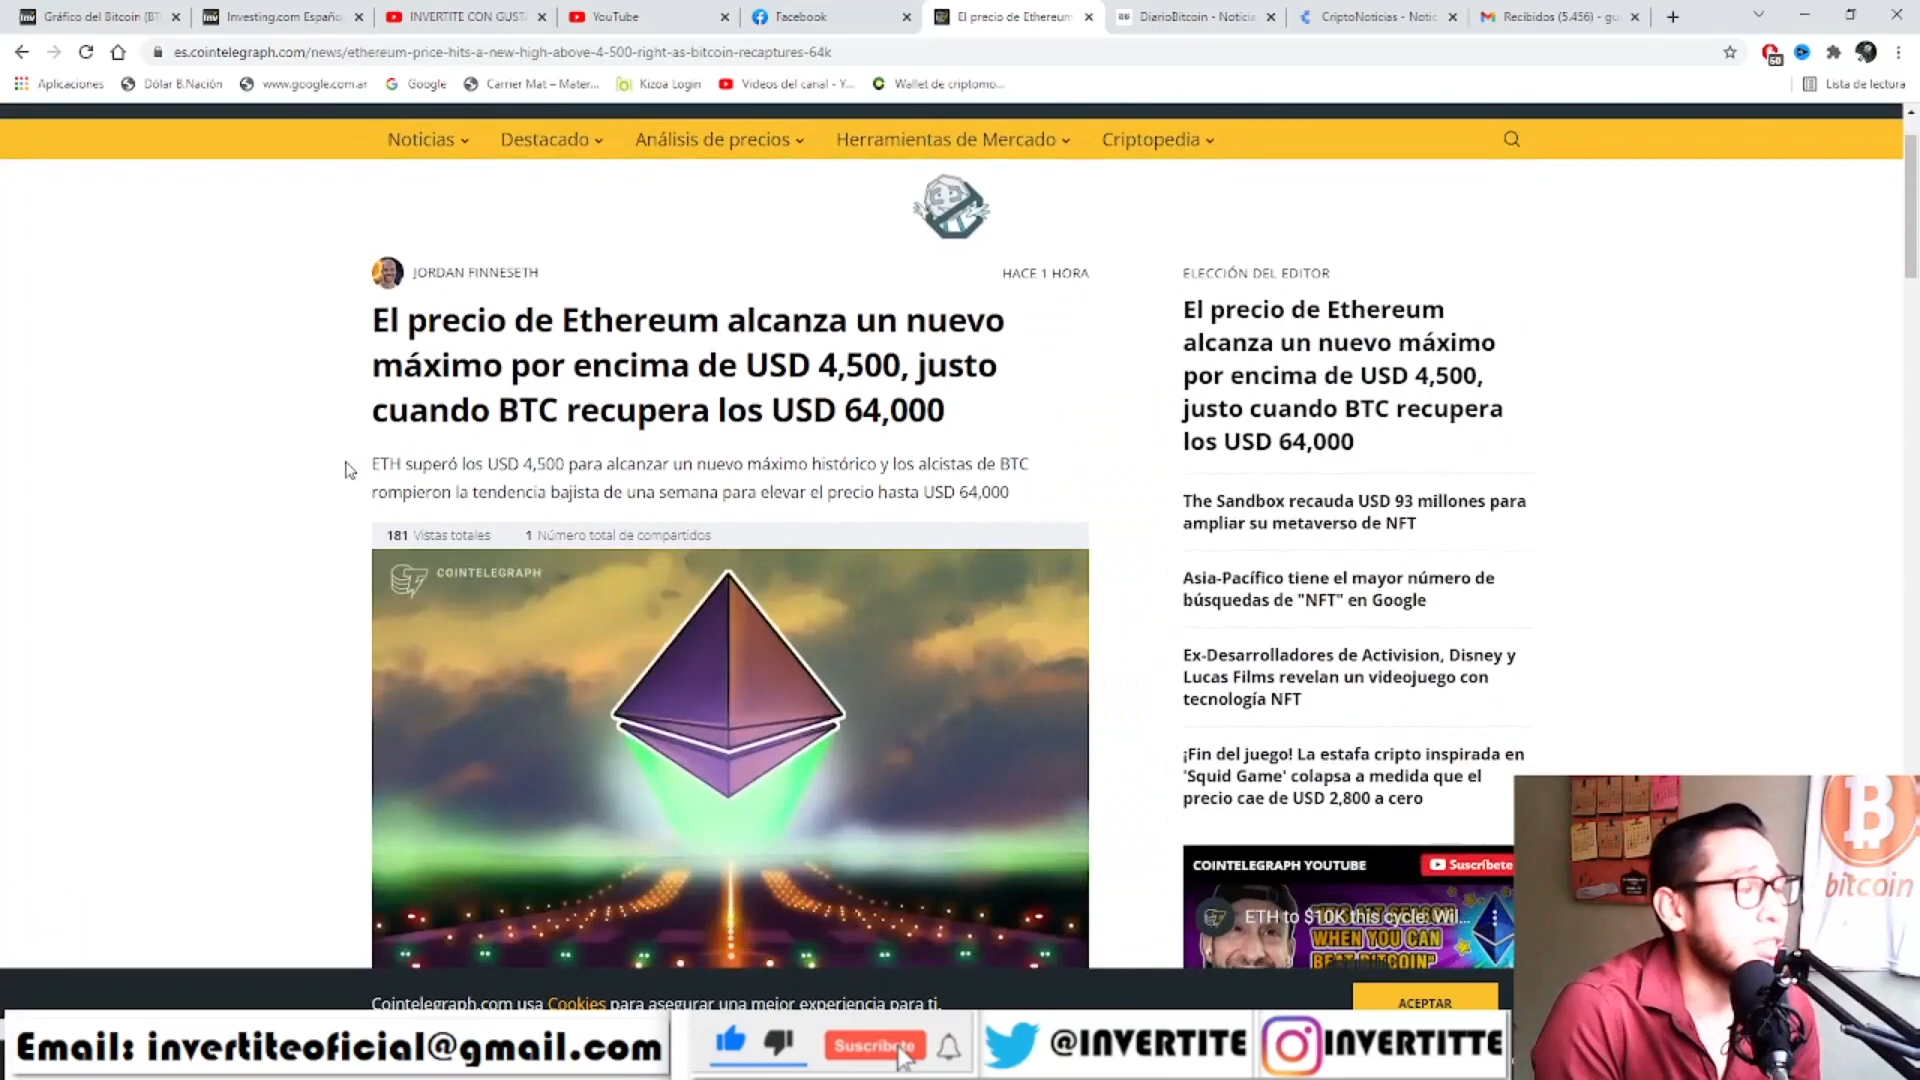 Gráfico del Bitcoin (BT
Investing.com Españo
INVERTITE CON GUST
YouTube
Facebook
El precio de Ethereum
DiarioBitcoin - Noticia
CriptoNoticias - Notic
Recibidos (5.456) - gu
es.cointelegraph.com/news/ethereum-price-hits-a-new-high-above-4-500-right-as-bitcoin-recaptures-64k
60
Aplicaciones
Dólar B.Nación
www.google.com.ar
Google
Carrier Mat – Mater...
Kizoa Login
Videos del canal - Y...
Wallet de criptomo...
Lista de lectura
Noticias
Destacado
Análisis de precios
Herramientas de Mercado
Criptopedia
JORDAN FINNESETH
HACE 1 HORA
El precio de Ethereum alcanza un nuevo
máximo por encima de USD 4,500, justo
cuando BTC recupera los USD 64,000
ETH superó los USD 4,500 para alcanzar un nuevo máximo histórico y los alcistas de BTC
rompieron la tendencia bajista de una semana para elevar el precio hasta USD 64,000
181 Vistas totales
1 Número total de compartidos
COINTELEGRAPH
ELECCIÓN DEL EDITOR
El precio de Ethereum
alcanza un nuevo máximo
por encima de USD 4,500,
justo cuando BTC recupera
los USD 64,000
The Sandbox recauda USD 93 millones para
ampliar su metaverso de NFT
Asia-Pacífico tiene el mayor número de
búsquedas de "NFT" en Google
Ex-Desarrolladores de Activision, Disney y
Lucas Films revelan un videojuego con
tecnología NFT
¡Fin del juego! La estafa cripto inspirada en
'Squid Game' colapsa a medida que el
precio cae de USD 2,800 a cero
COINTELEGRAPH YOUTUBE
Suscríbete
ETH to $10K this cycle. Wil...
WHEN YOU CAN
BEAT BITCOIN"
bitcoin
Cointelegraph.com usa Cookies para asegurar una mejor experiencia para ti.
ACEPTAR
Email: invertiteoficial@gmail.com
Suscribete
@INVERTITE
INVERTITTE